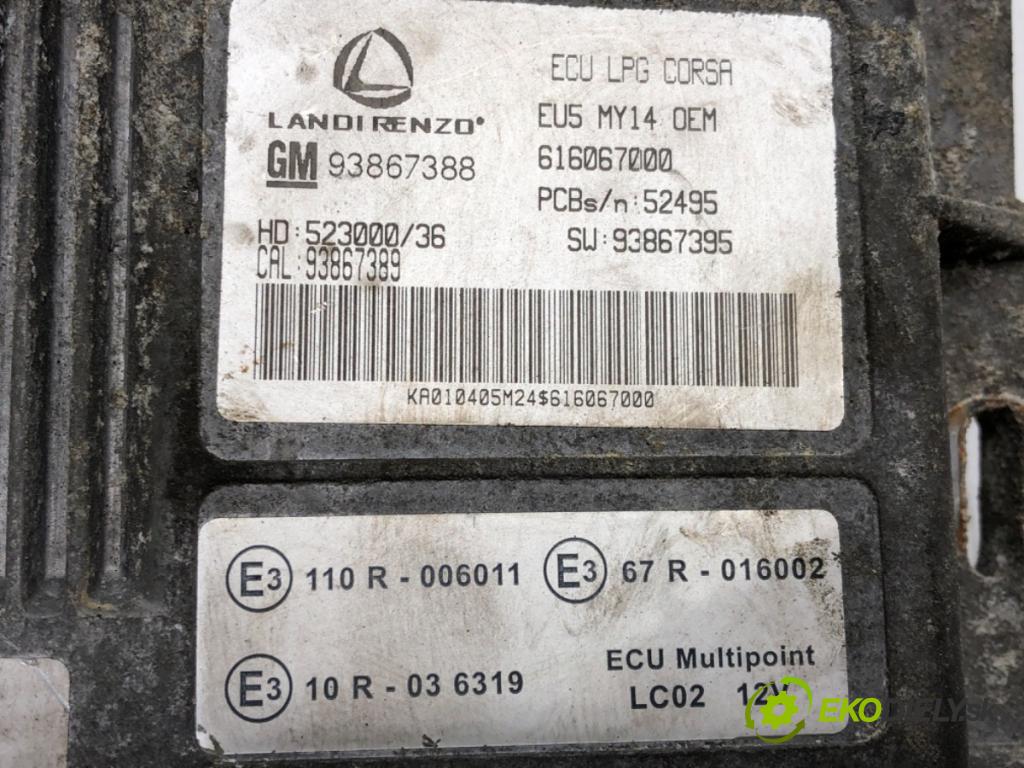 LANDIRENZO®
GM 93867388
ECU LPG CORSA
EU5 MY14 OEM
616067000
PCBs/n:52495
HD:523000/36
SW:93867395
CAL:93867389
KA010405M24$616067000
E3 110 R - 006011
E3 67 R - 016002
E3 10 R - 03 6319
ECU Multipoint
LC02 12V
EKODIELY